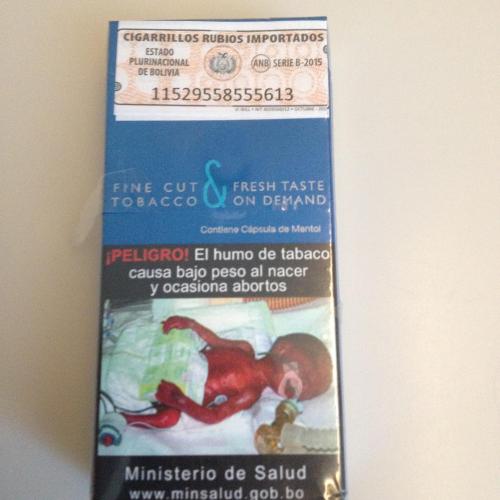 CIGARRILLOS RUBIOS IMPORTADOS
ESTADO
PLURINACIONAL
DE BOLIVIA
ANB SERIE B-2015
11529558555613
FINE CUT & FRESH TASTE
TOBACCO ON DEMAND
Contiene Cápsula de Mentol
¡PELIGRO! El humo de tabaco
causa bajo peso al nacer
y ocasiona abortos
Ministerio de Salud
www.minsalud.gob.bo